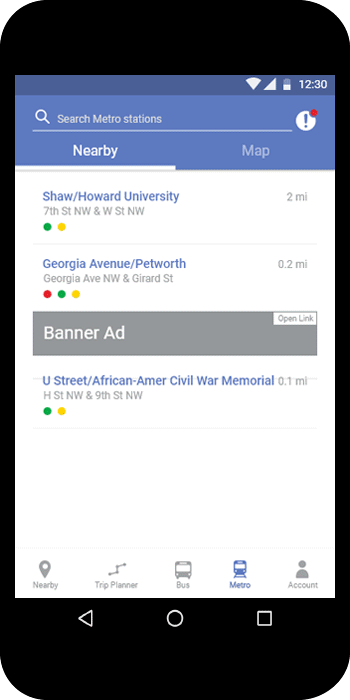 12:30
Search Metro stations
Nearby Map
Shaw/Howard University 2 mi
7th St NW & W St NW
Georgia Avenue/Petworth 0.2 mi
Georgia Ave NW & Girard St
Open Link
Banner Ad
U Street/African-Amer Civil War Memorial 0.1 mi
H St NW & 9th St NW
Nearby Trip Planner Bus Metro Account